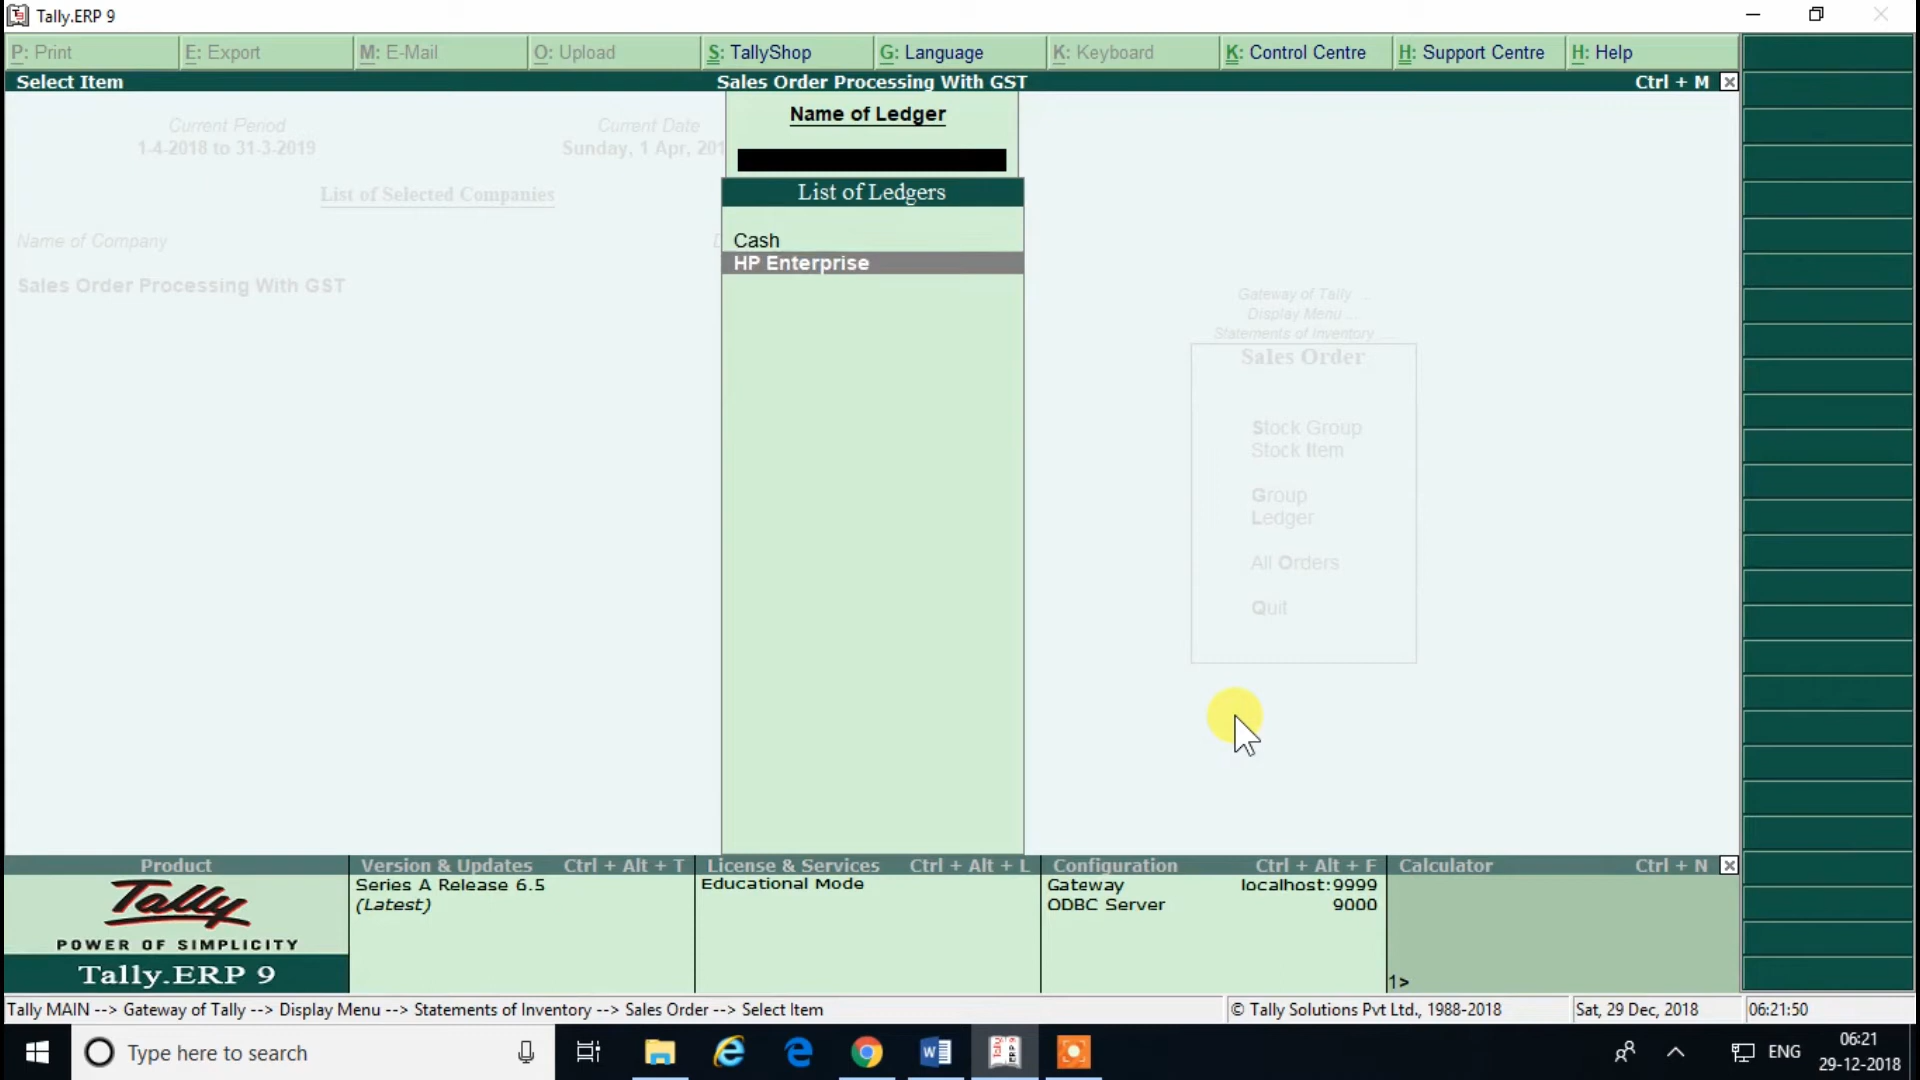 Tally.ERP 9
P: Print E: Export M: E-Mail O: Upload S: TallyShop G: Language K: Keyboard K: Control Centre H: Support Centre H: Help
Select Item Sales Order Processing With GST Ctrl + M
Name of Ledger
Current Period Current Date
1-4-2018 to 31-3-2019 Sunday, 1 Apr, 201
List of Selected Companies List of Ledgers
Name of Company Cash
HP Enterprise
Sales Order Processing With GST
Gateway of Tally ...
Display Menu ...
Statements of Inventory ...
Sales Order
Stock Group
Stock Item
Group
Ledger
All Orders
Quit
Product Version & Updates Ctrl + Alt + T License & Services Ctrl + Alt + L Configuration Ctrl + Alt + F Calculator Ctrl + N
Series A Release 6.5 Educational Mode Gateway localhost:9999
(Latest) ODBC Server 9000
Tally
POWER OF SIMPLICITY
Tally.ERP 9
1>
Tally MAIN --> Gateway of Tally --> Display Menu --> Statements of Inventory --> Sales Order --> Select Item © Tally Solutions Pvt Ltd., 1988-2018 Sat, 29 Dec, 2018 06:21:50
Type here to search ENG 06:21
29-12-2018